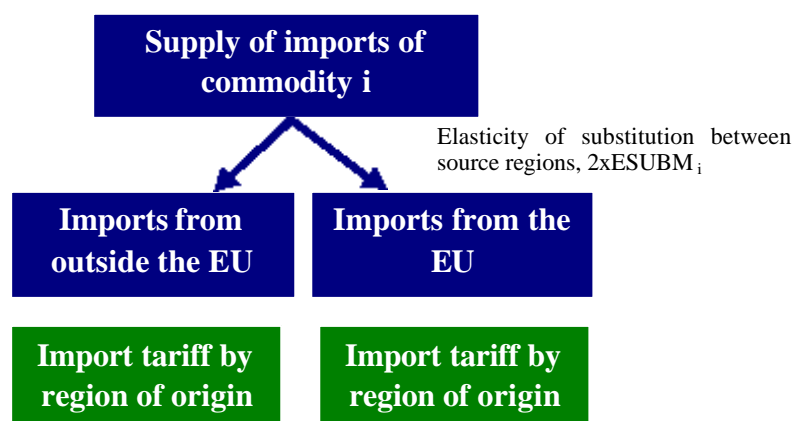 Supply of imports of
commodity i
Elasticity of substitution between
source regions, 2xESUBM i
Imports from
outside the EU
Imports from the
EU
Import tariff by
region of origin
Import tariff by
region of origin